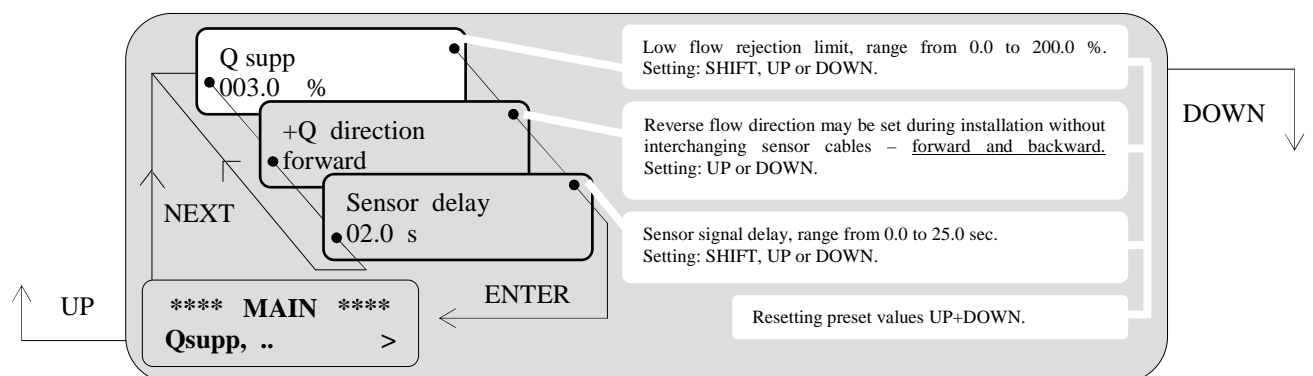 Q supp
003.0 %
+Q direction
forward
Sensor delay
02.0 s
NEXT
UP
**** MAIN ****
Qsupp, .. >
ENTER
Low flow rejection limit, range from 0.0 to 200.0 %.
Setting: SHIFT, UP or DOWN.
Reverse flow direction may be set during installation without
interchanging sensor cables – forward and backward.
Setting: UP or DOWN.
Sensor signal delay, range from 0.0 to 25.0 sec.
Setting: SHIFT, UP or DOWN.
Resetting preset values UP+DOWN.
DOWN